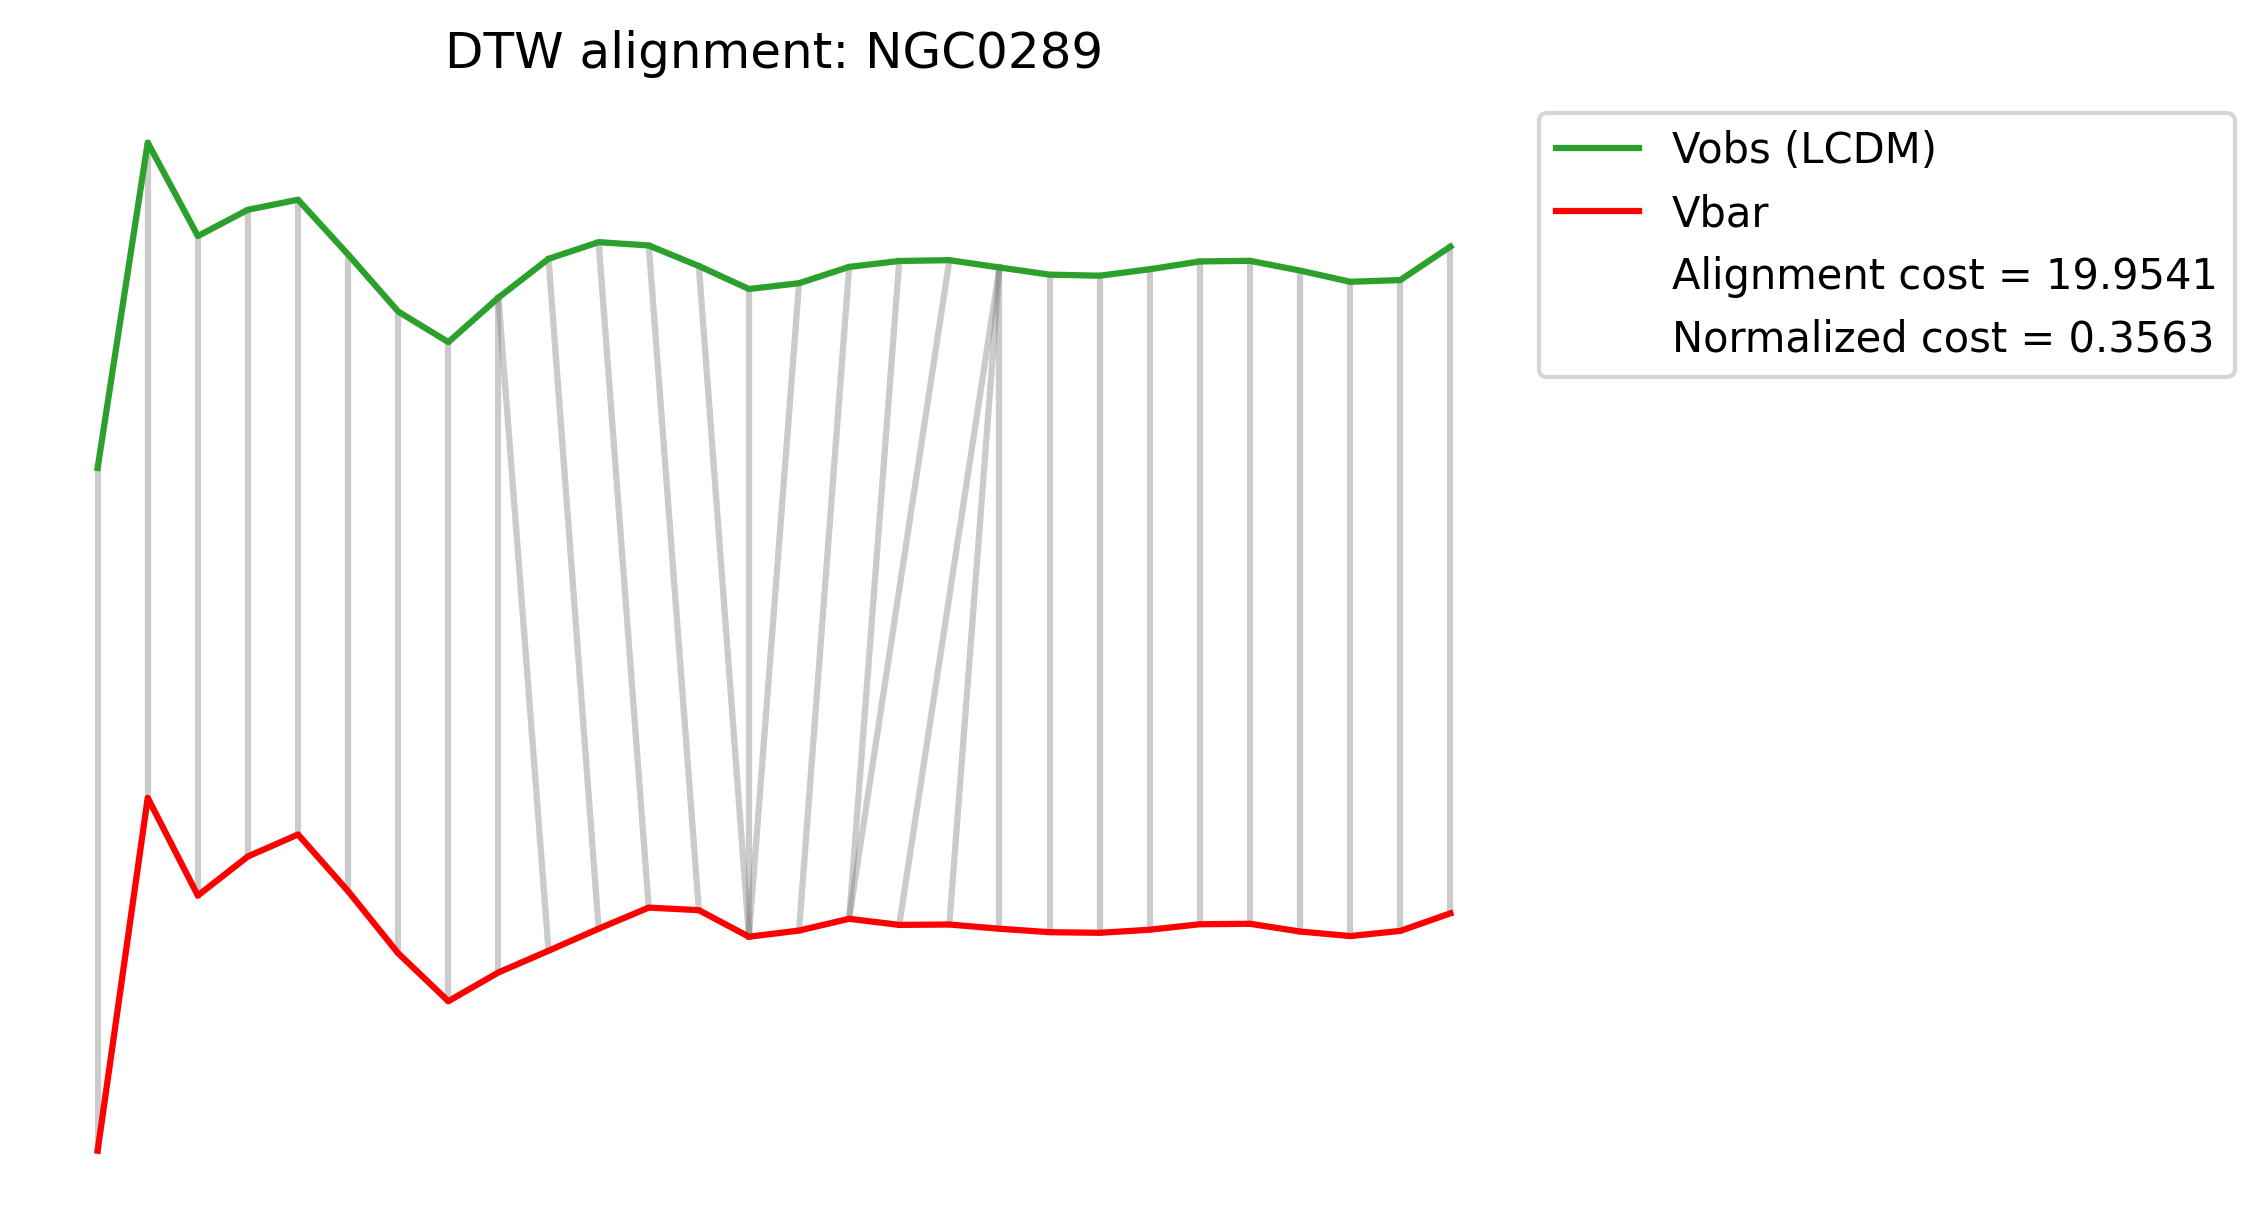 DTW alignment: NGC0289
Vobs (LCDM)
Vbar
Alignment cost = 19.9541
Normalized cost = 0.3563